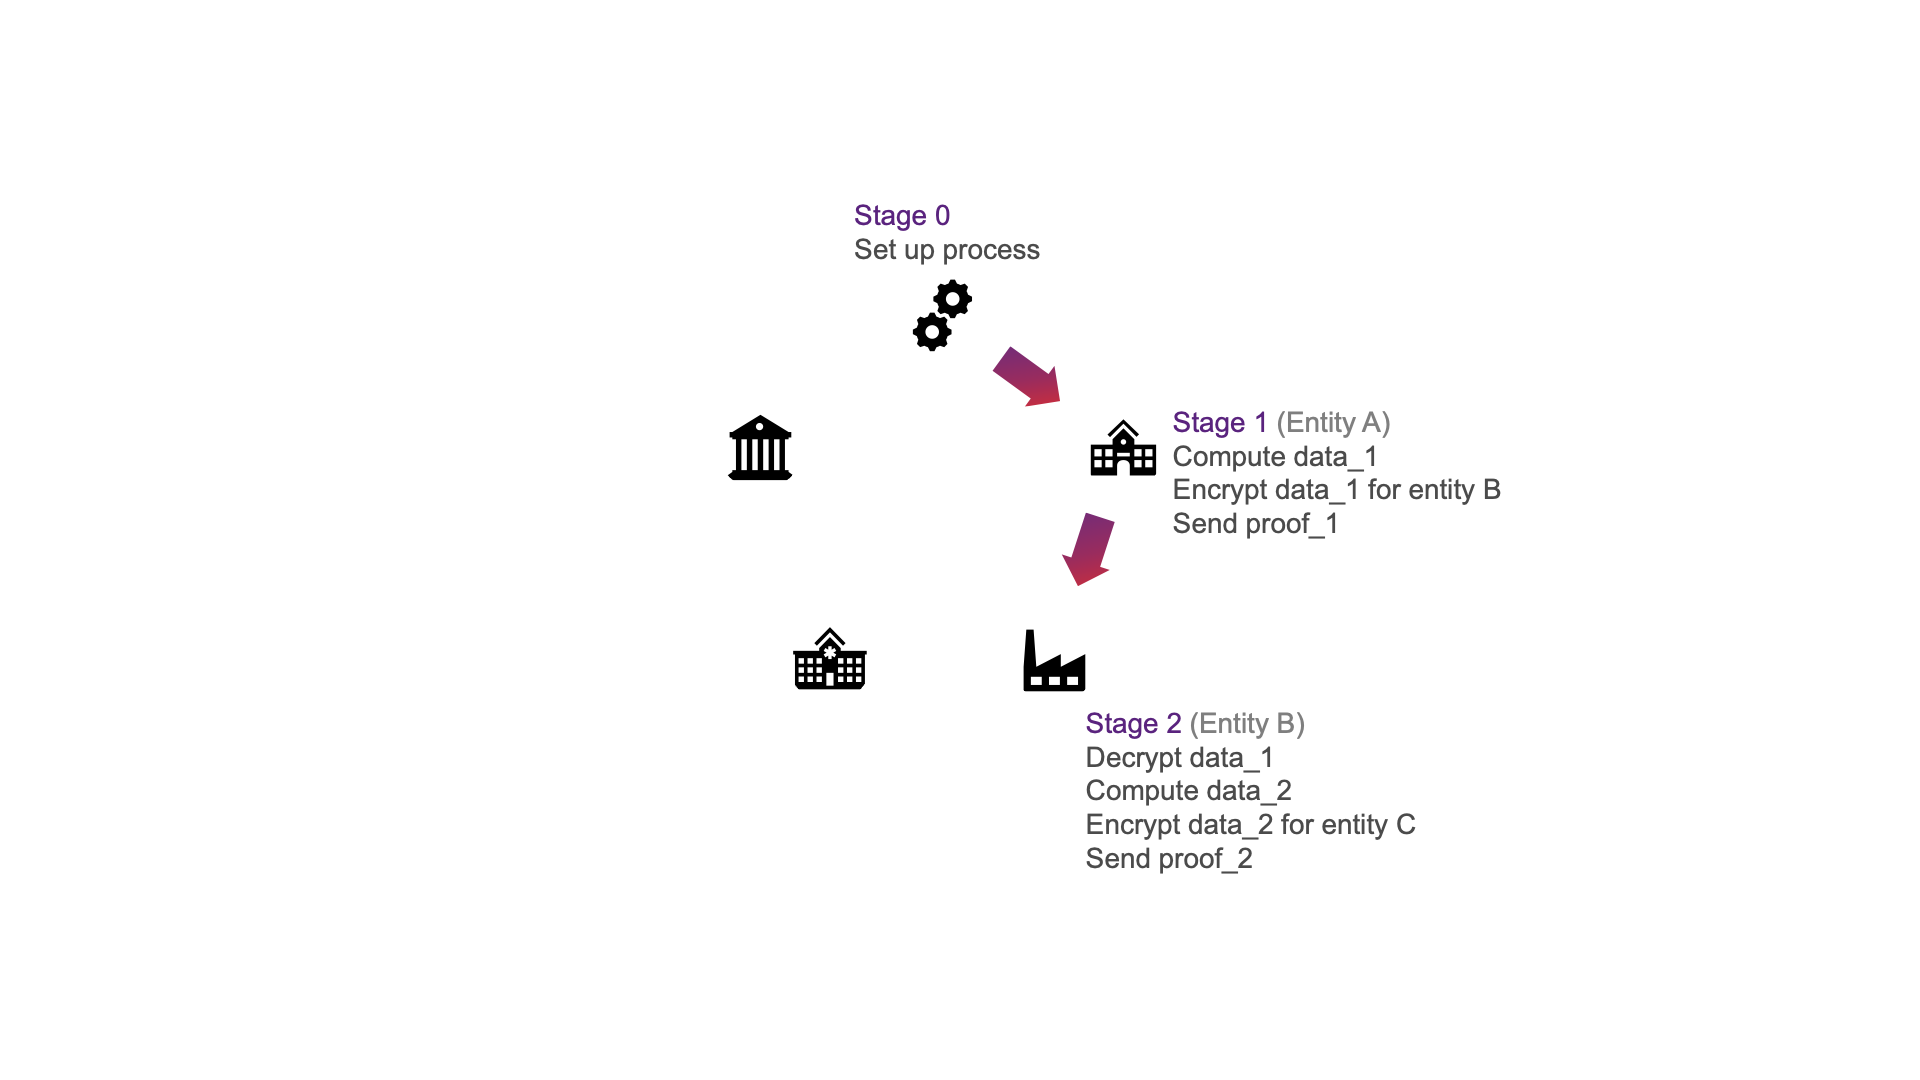 Stage 0
Set up process
Stage 1 (Entity A)
Compute data_1
Encrypt data_1 for entity B
Send proof_1
Stage 2 (Entity B)
Decrypt data_1
Compute data_2
Encrypt data_2 for entity C
Send proof_2